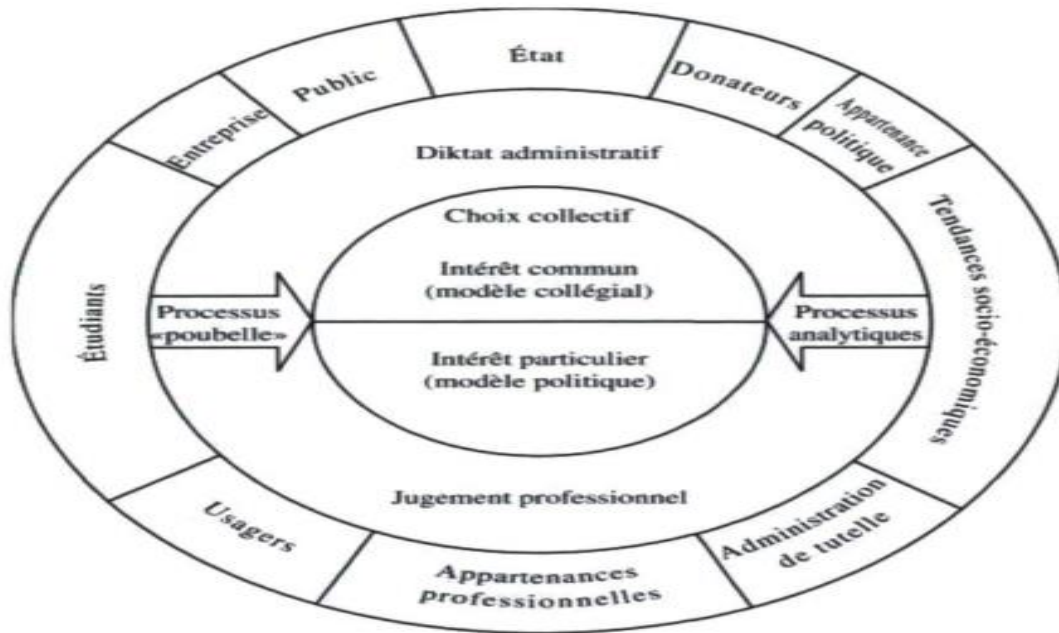 État
Public
Donateurs
Entreprise
Appartenance
politique
Diktat administratif
Choix collectif
Intérêt commun
(modèle collégial)
Étudiants
Processus
«poubelle»
Processus
analytiques
Tendances socio-économiques
Intérêt particulier
(modèle politique)
Jugement professionnel
Usagers
Administration
de tutelle
Appartenances
professionnelles